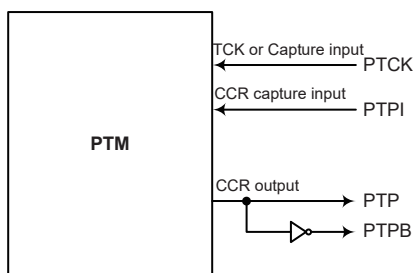 TCK or Capture input
PTCK
CCR capture input
PTPI
PTM
CCR output
PTP
PTPB